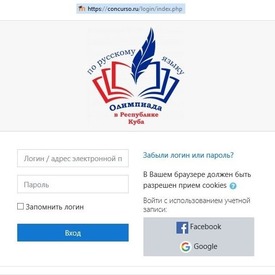 https://concurso.ru/login/index.php
по русскому языку
Олимпиада
в Республике
Куба
Логин / адрес электронной п
Пароль
Запомнить логин
Вход
Забыли логин или пароль?
В Вашем браузере должен быть
разрешен прием cookies
Войти с использованием учетной
записи:
Facebook
Google